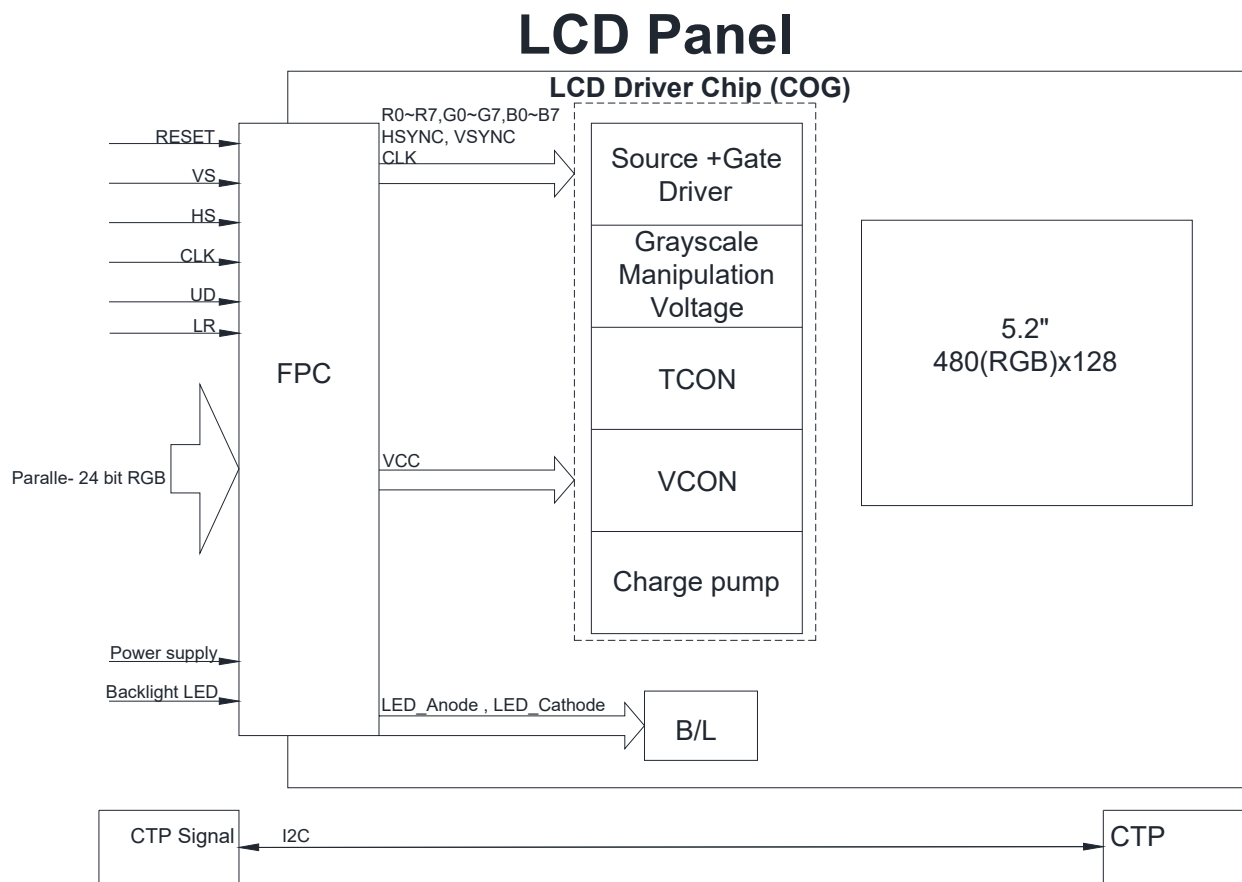 LCD Panel
LCD Driver Chip (COG)
R0~R7,G0~G7,B0~B7
HSYNC, VSYNC
CLK
RESET
VS
HS
CLK
UD
LR
FPC
Paralle- 24 bit RGB
Power supply
Backlight LED
VCC
LED_Anode , LED_Cathode
Source +Gate
Driver
Grayscale
Manipulation
Voltage
TCON
VCON
Charge pump
B/L
5.2"
480(RGB)x128
CTP Signal
I2C
CTP